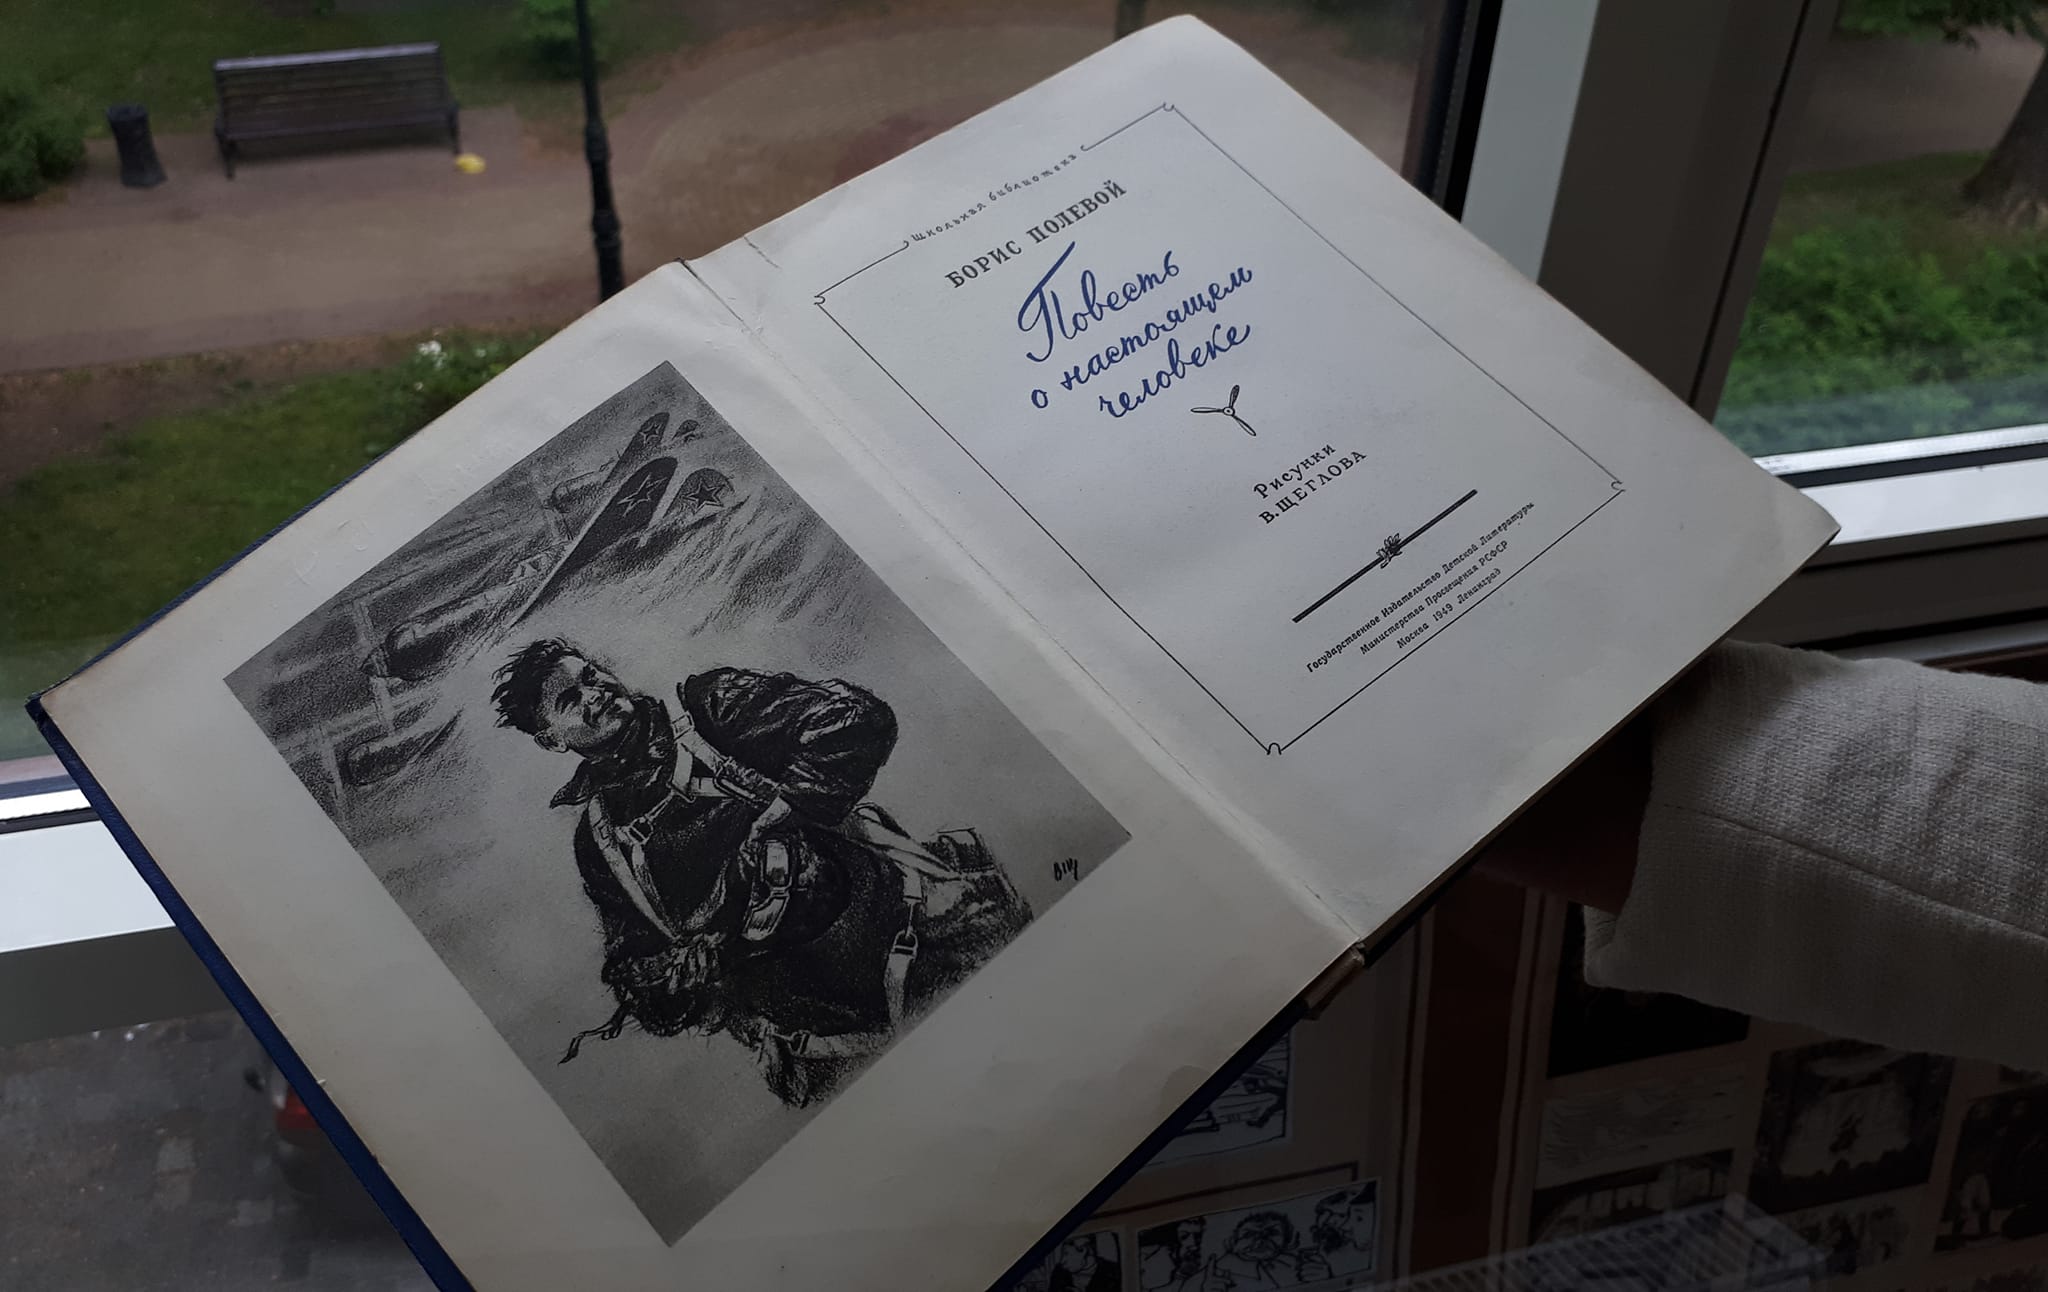 Школьная библиотека
БОРИС ПОЛЕВОЙ
Повесть
о настоящем
человеке
Рисунки
В. ЩЕГЛОВА
Государственное Издательство Детской Литературы
Министерства Просвещения РСФСР
Москва 1949 Ленинград
ВЩ